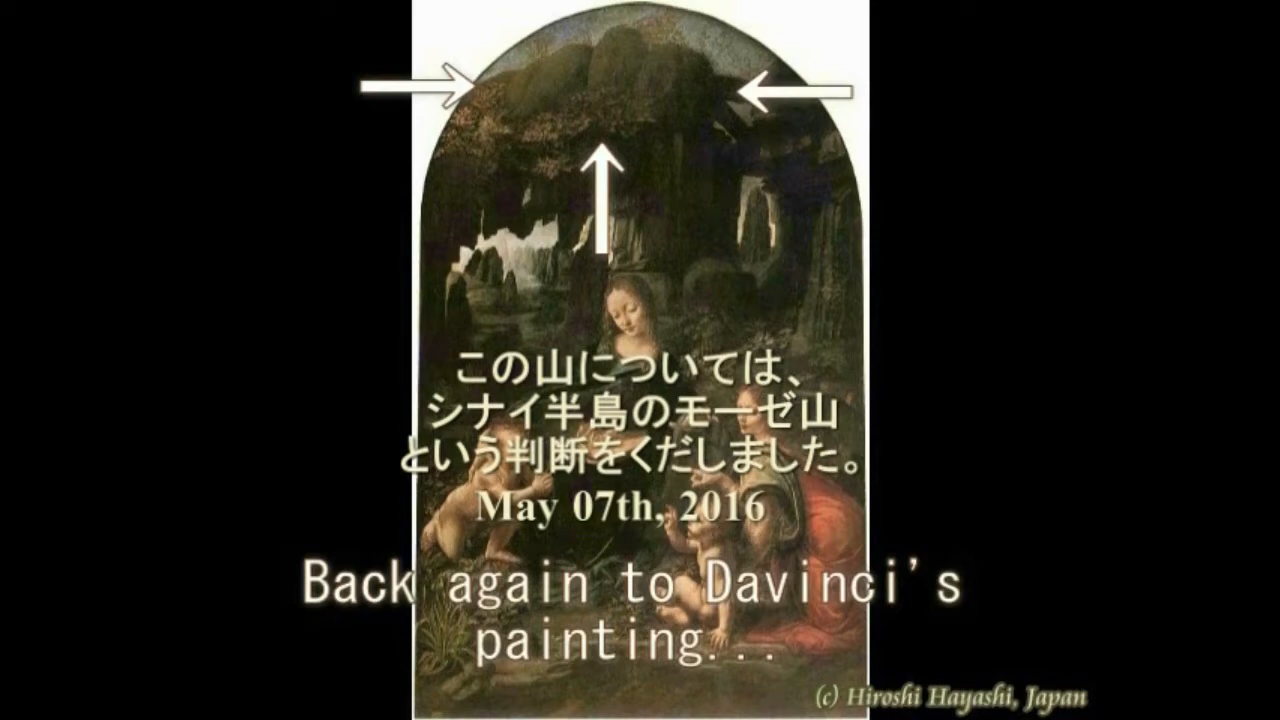 この山については、
シナイ半島のモーゼ山
という判断をくだしました。
May 07th, 2016
Back again to Davinci's
painting...
(c) Hiroshi Hayashi, Japan